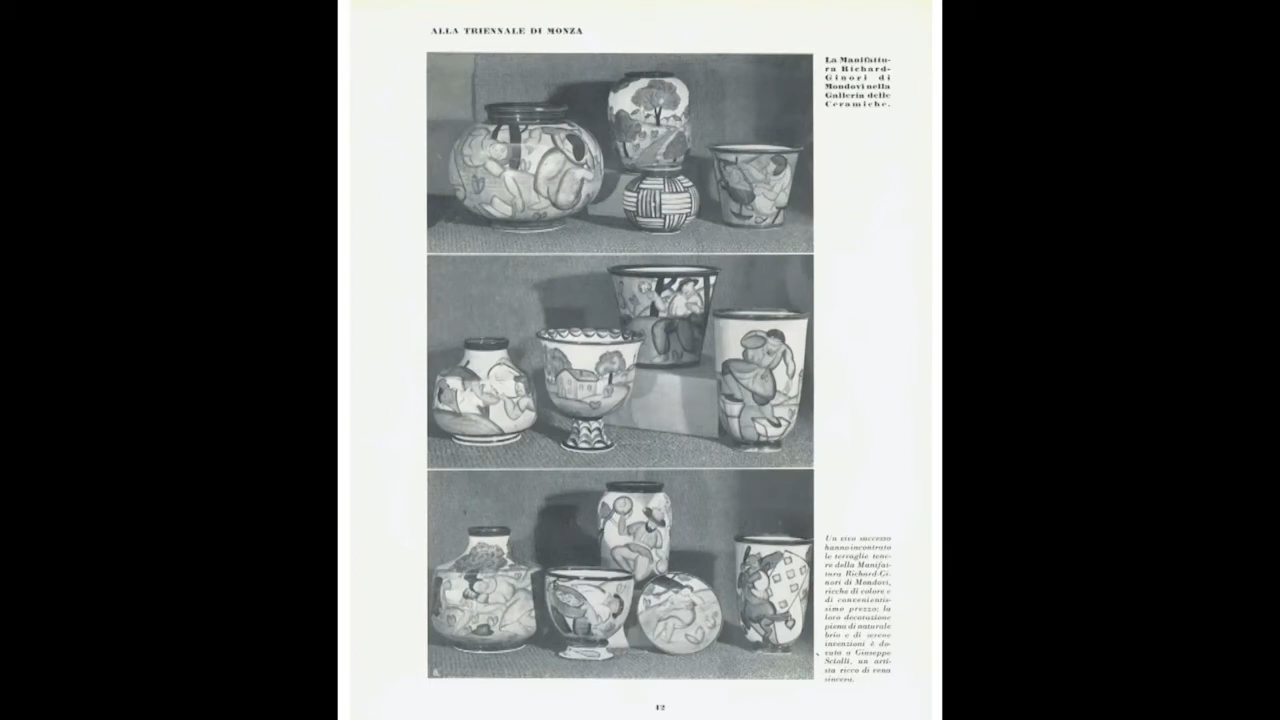 ALLA TRIENNALE DI MONZA
La Manifattu-
ra Richard-
Ginori di
Mondovì nella
Galleria delle
Ceramiche.
Un vivo successo
hanno incontrato
le terraglie tene-
re della Manifat-
tura Richard-Gi-
nori di Mondovì,
ricche di colore e
di convenientis-
simo prezzo; la
loro decorazione
piena di naturale
brio e di serene
invenzioni è do-
vuta a Giuseppe
Sciolli, un arti-
sta ricco di vena
sincera.
42